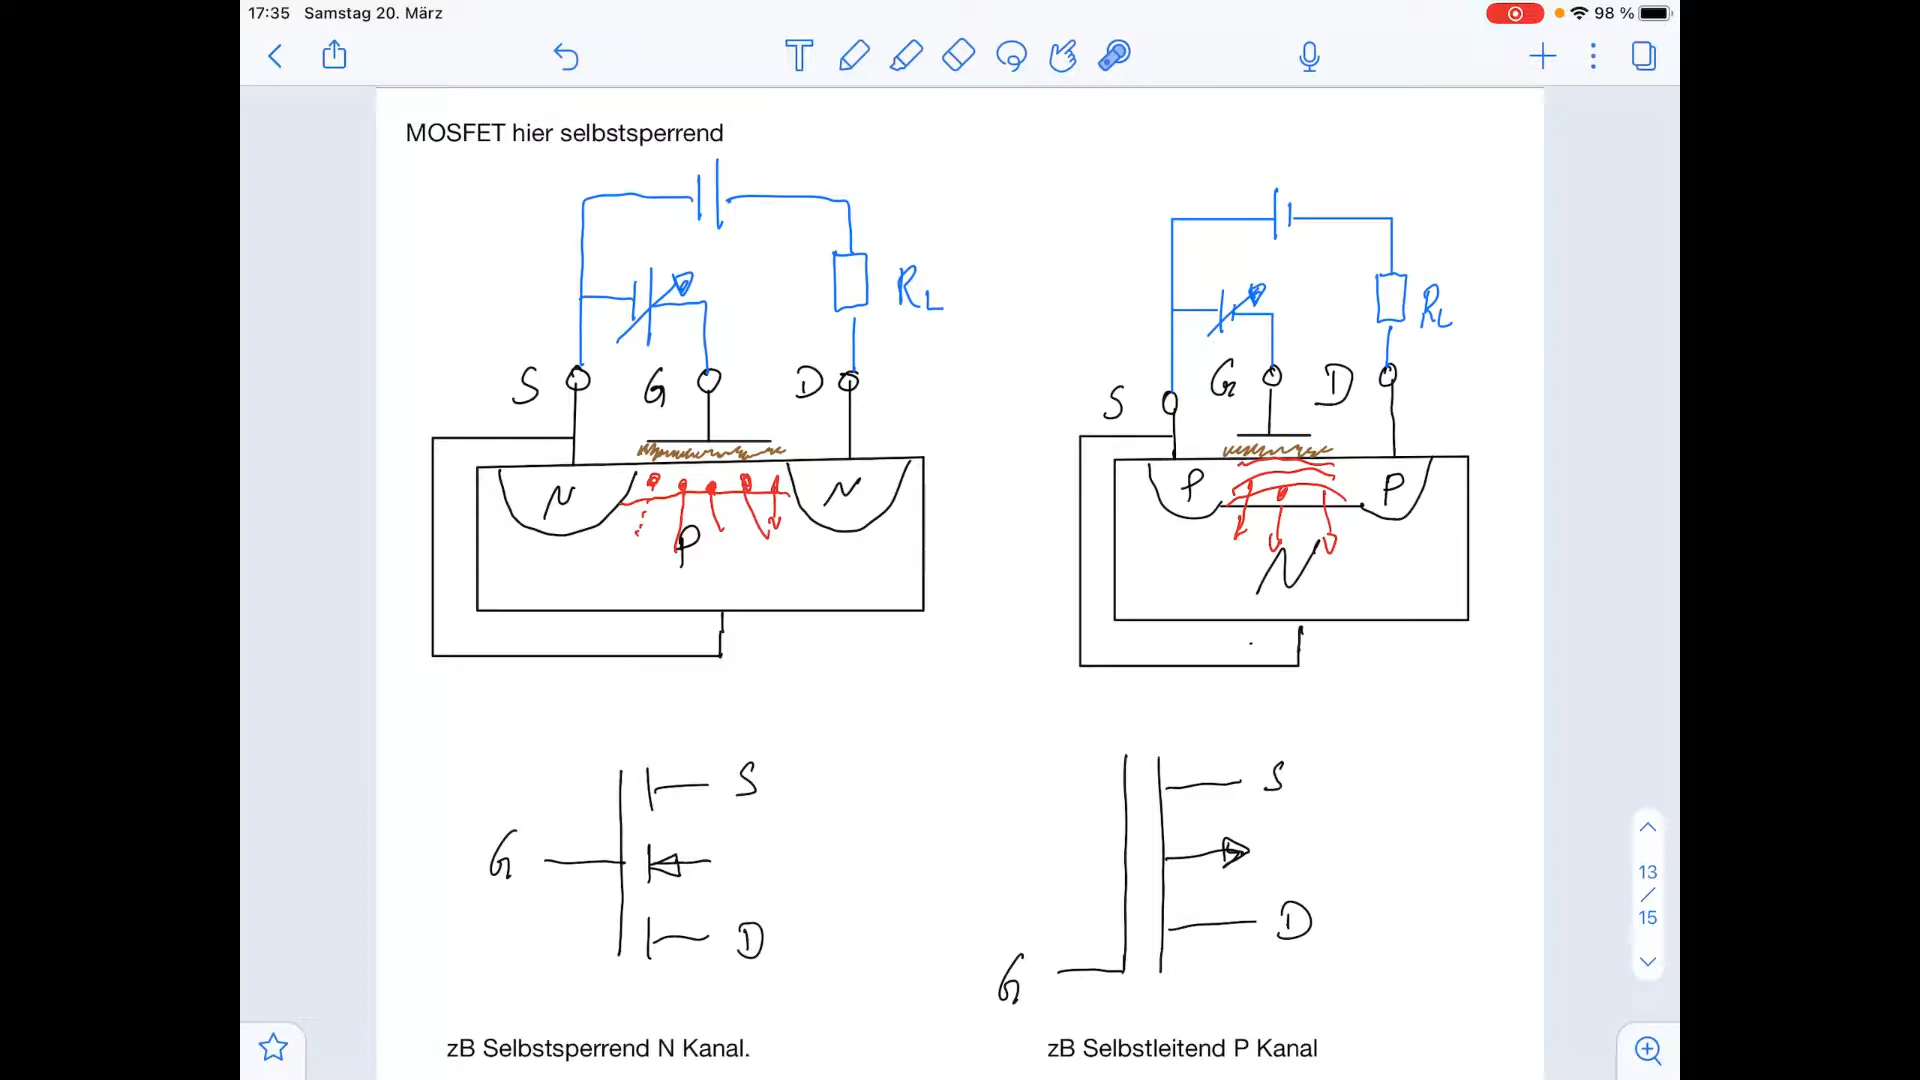 17:35 Samstag 20. März
98 %
MOSFET hier selbstsperrend
RL
RL
S G D
S G D
N N
P
P P
N
S
G
D
S
D
G
13
15
zB Selbstsperrend N Kanal.
zB Selbstleitend P Kanal